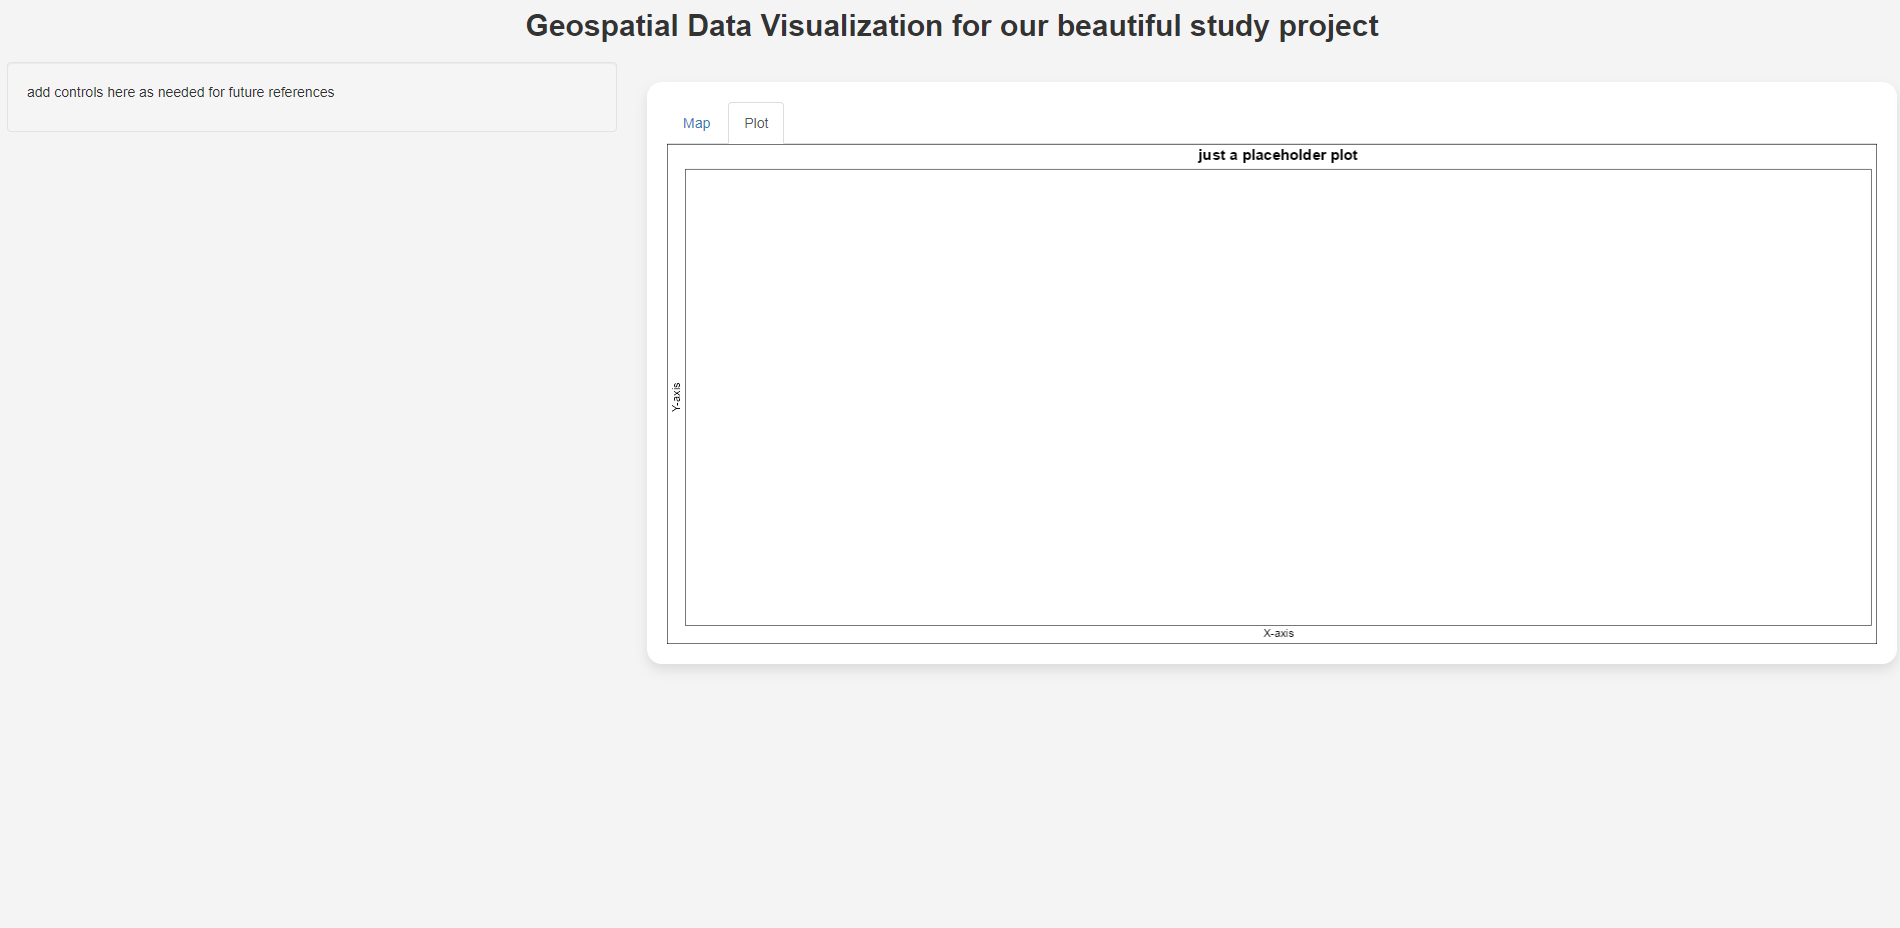 Geospatial Data Visualization for our beautiful study project
add controls here as needed for future references
Map
Plot
just a placeholder plot
Y-axis
X-axis